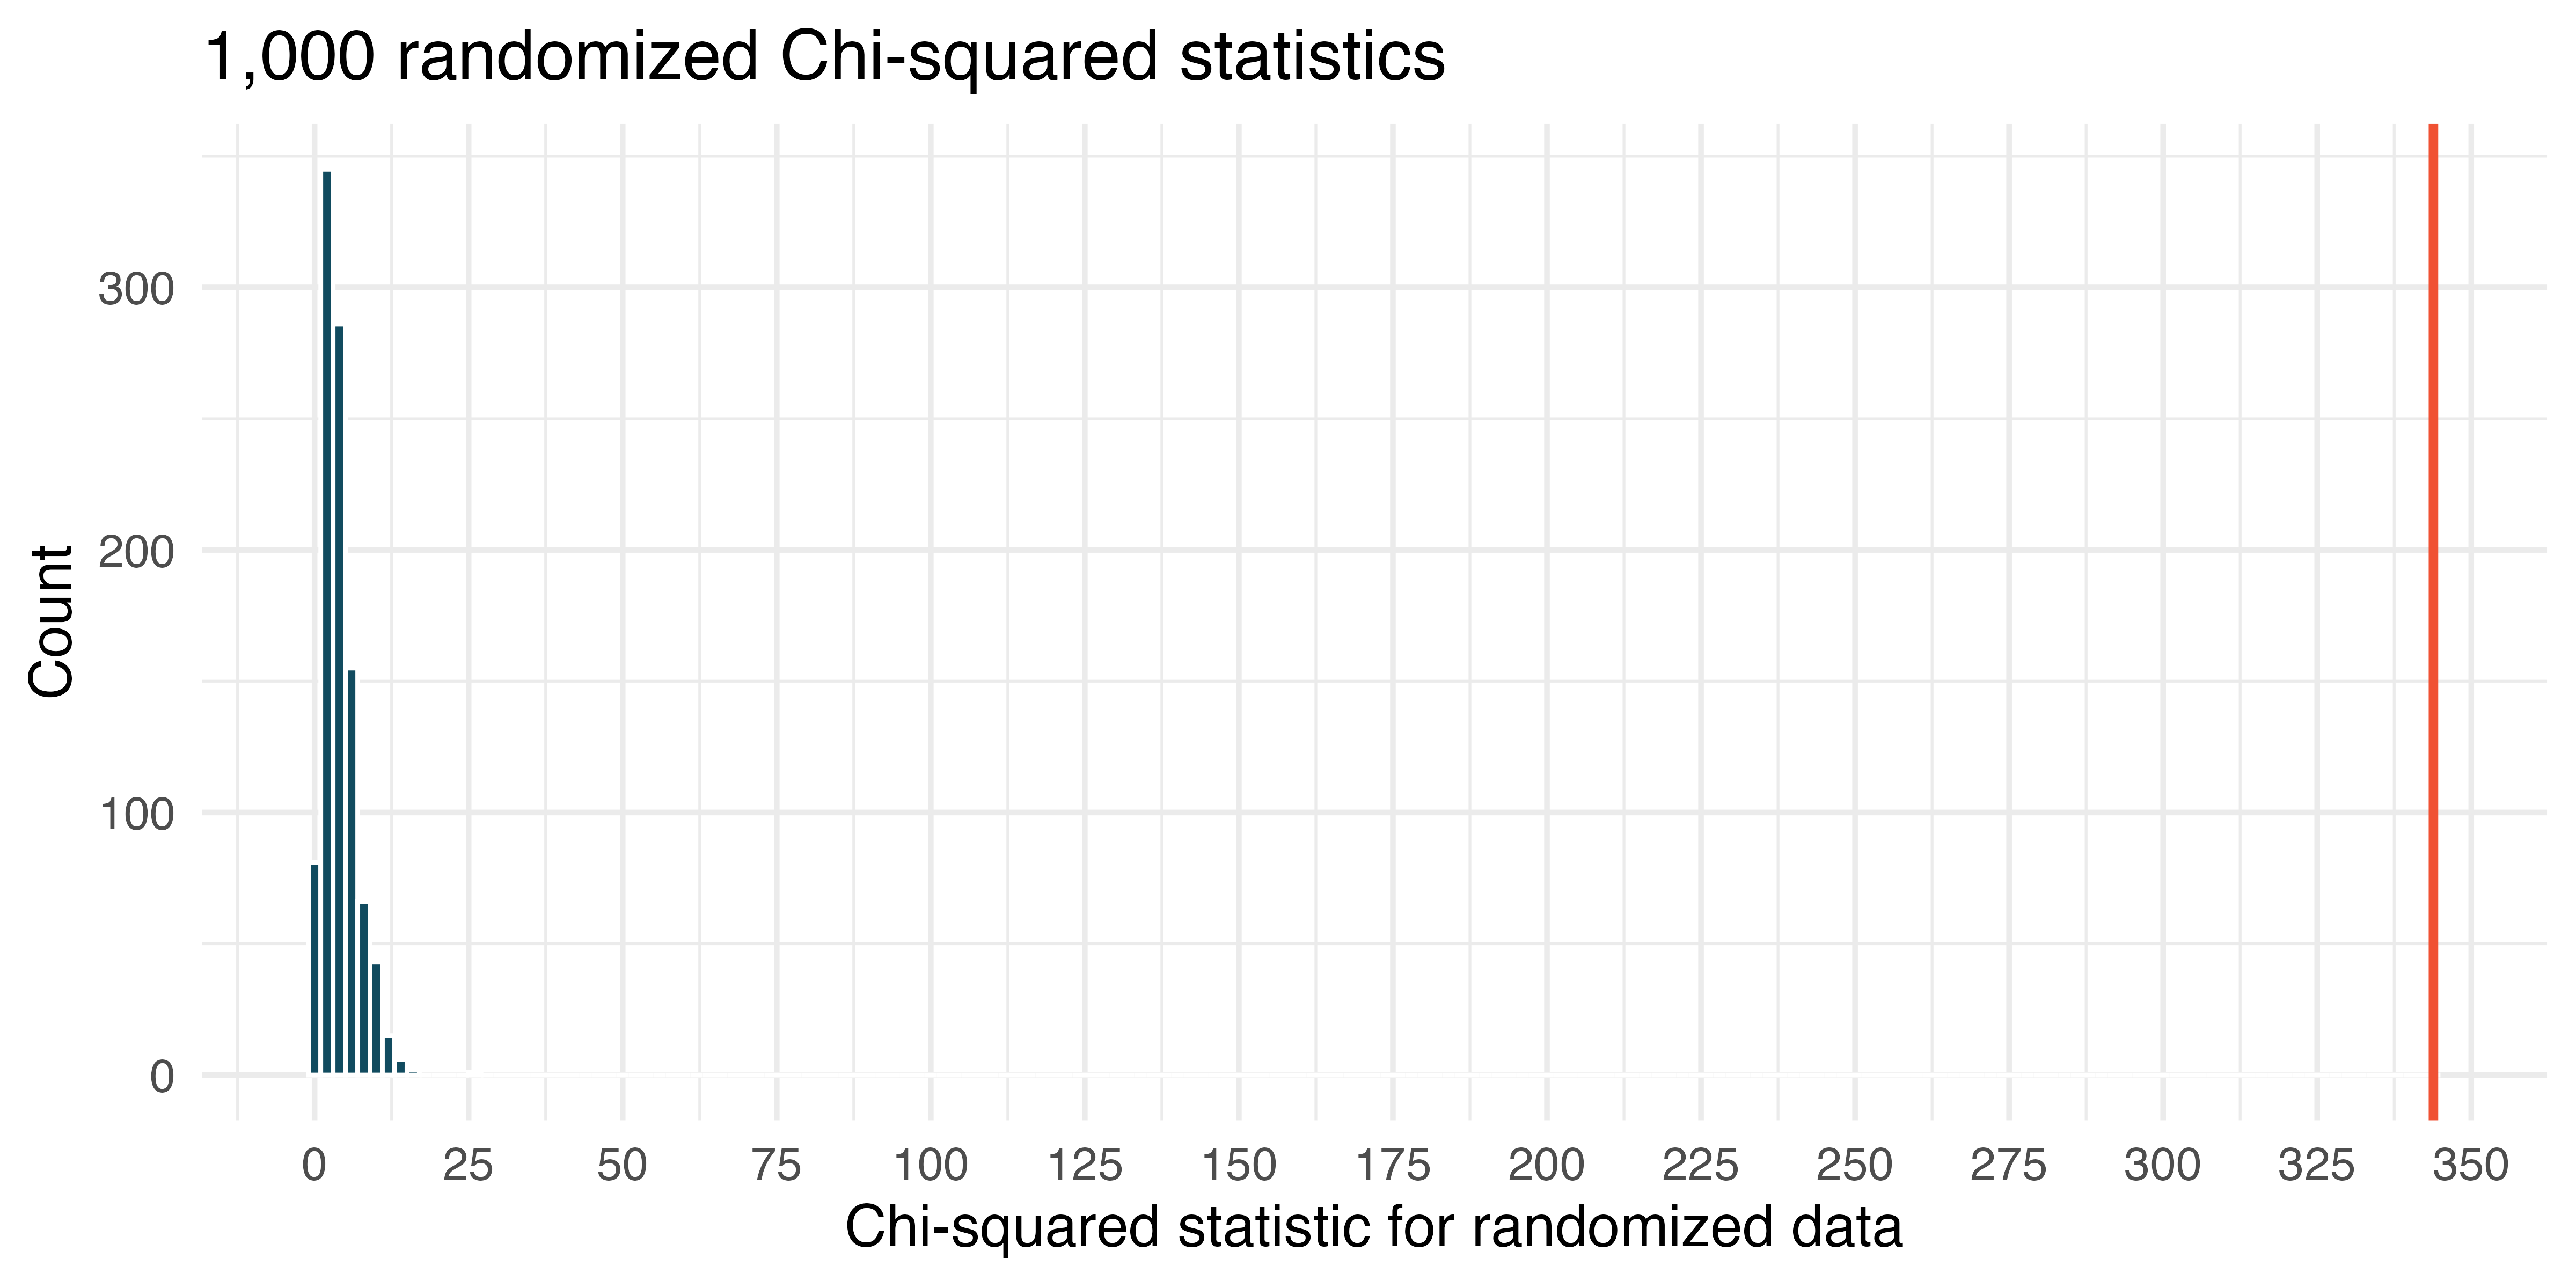 1,000 randomized Chi-squared statistics
Count
300
200
100
0
0 25 50 75 100 125 150 175 200 225 250 275 300 325 350
Chi-squared statistic for randomized data